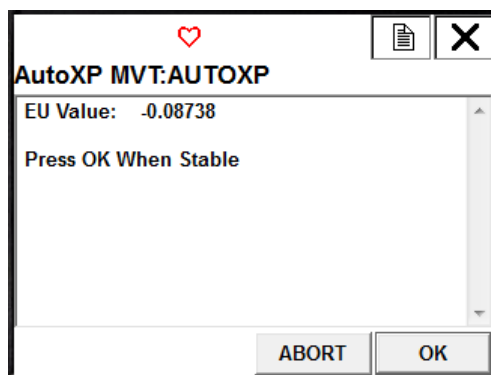 AutoXP MVT:AUTOXP
EU Value: -0.08738
Press OK When Stable
ABORT OK